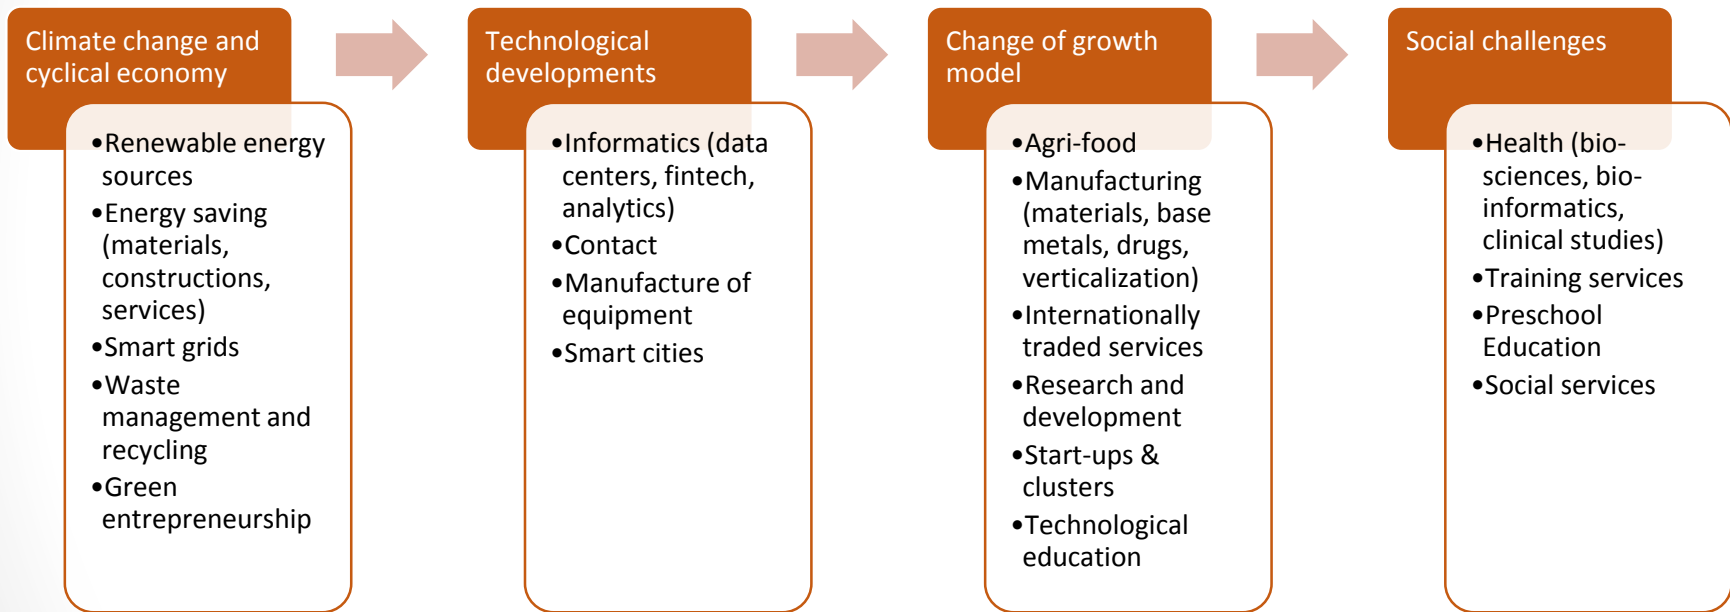 Climate change and
cyclical economy
•Renewable energy
sources
•Energy saving
(materials,
constructions,
services)
•Smart grids
•Waste
management and
recycling
•Green
entrepreneurship
Technological
developments
•Informatics (data
centers, fintech,
analytics)
•Contact
•Manufacture of
equipment
•Smart cities
Change of growth
model
•Agri-food
•Manufacturing
(materials, base
metals, drugs,
verticalization)
•Internationally
traded services
•Research and
development
•Start-ups &
clusters
•Technological
education
Social challenges
•Health (bio-
sciences, bio-
informatics,
clinical studies)
•Training services
•Preschool
Education
•Social services